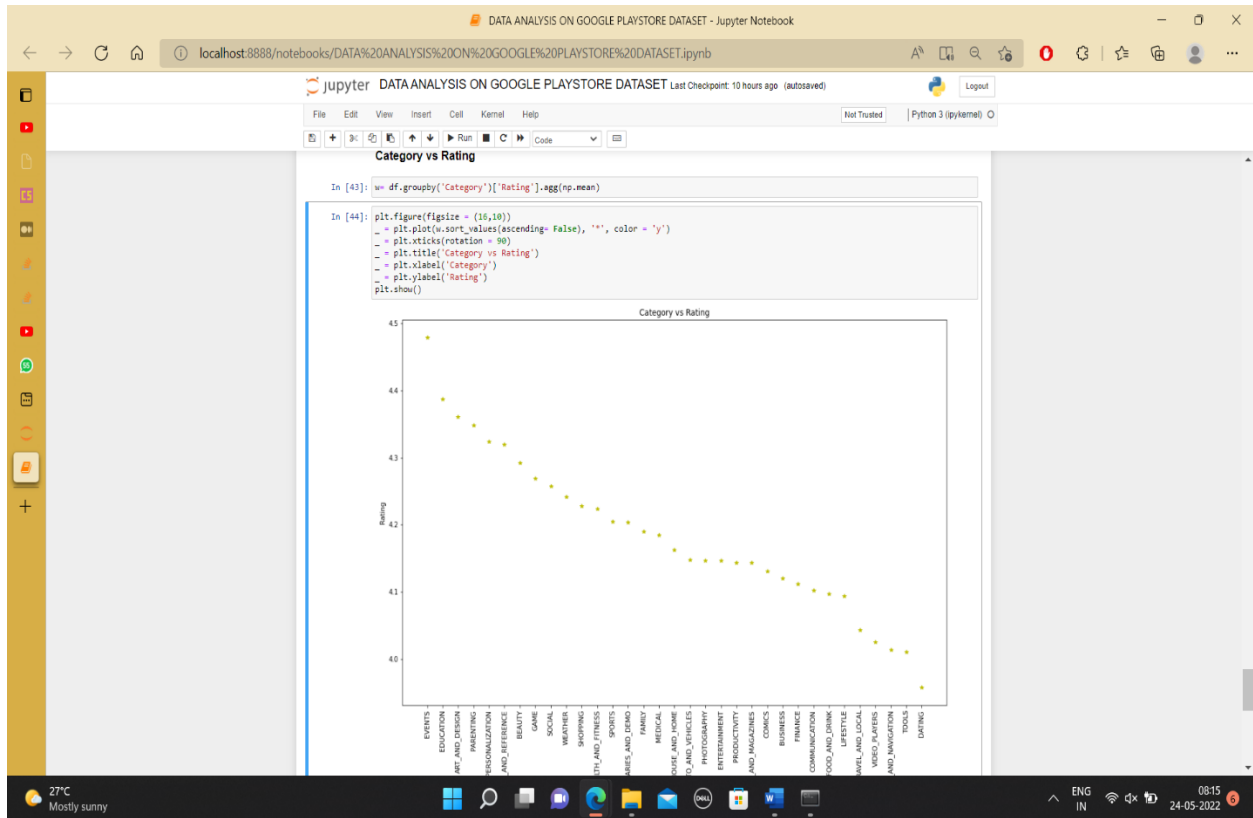 DATA ANALYSIS ON GOOGLE PLAYSTORE DATASET - Jupyter Notebook
localhost:8888/notebooks/DATA%20ANALYSIS%20ON%20GOOGLE%20PLAYSTORE%20DATASET.ipynb
jupyter DATA ANALYSIS ON GOOGLE PLAYSTORE DATASET Last Checkpoint: 10 hours ago (autosaved) Logout
File Edit View Insert Cell Kernel Help Not Trusted Python 3 (ipykernel)
Run Code
Category vs Rating
In [43]: w= df.groupby('Category')['Rating'].agg(np.mean)
In [44]: plt.figure(figsize = (16,10))
_ = plt.plot(w.sort_values(ascending= False), '*', color = 'y')
_ = plt.xticks(rotation = 90)
_ = plt.title('Category vs Rating')
_ = plt.xlabel('Category')
_ = plt.ylabel('Rating')
plt.show()
Category vs Rating
4.5
4.4
4.3
4.2
4.1
4.0
Rating
EVENTS
EDUCATION
ART_AND_DESIGN
PARENTING
PERSONALIZATION
_AND_REFERENCE
BEAUTY
GAME
SOCIAL
WEATHER
SHOPPING
LTH_AND_FITNESS
SPORTS
ARIES_AND_DEMO
FAMILY
MEDICAL
OUSE_AND_HOME
TO_AND_VEHICLES
PHOTOGRAPHY
ENTERTAINMENT
PRODUCTIVITY
AND_MAGAZINES
COMICS
BUSINESS
FINANCE
COMMUNICATION
FOOD_AND_DRINK
LIFESTYLE
AVEL_AND_LOCAL
VIDEO_PLAYERS
AND_NAVIGATION
TOOLS
DATING
27°C
Mostly sunny
ENG
IN
08:15
24-05-2022
6